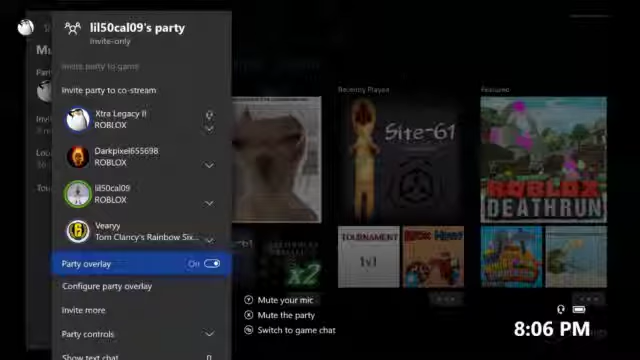 lil50cal09's party
Invite-only
Invite party to game
Invite party to co-stream
Xtra Legacy II
ROBLOX
Darkpixel655698
ROBLOX
lil50cal09
ROBLOX
Vearyy
Tom Clancy's Rainbow Six...
Party overlay
On
Configure party overlay
Invite more
Party controls
Show text chat
0
Mu
Recently Played
Featured
Site-61
ROBLOX
DEATHRUN
TOURNAMENT
1v1
x2
Mute your mic
Mute the party
Switch to game chat
8:06 PM